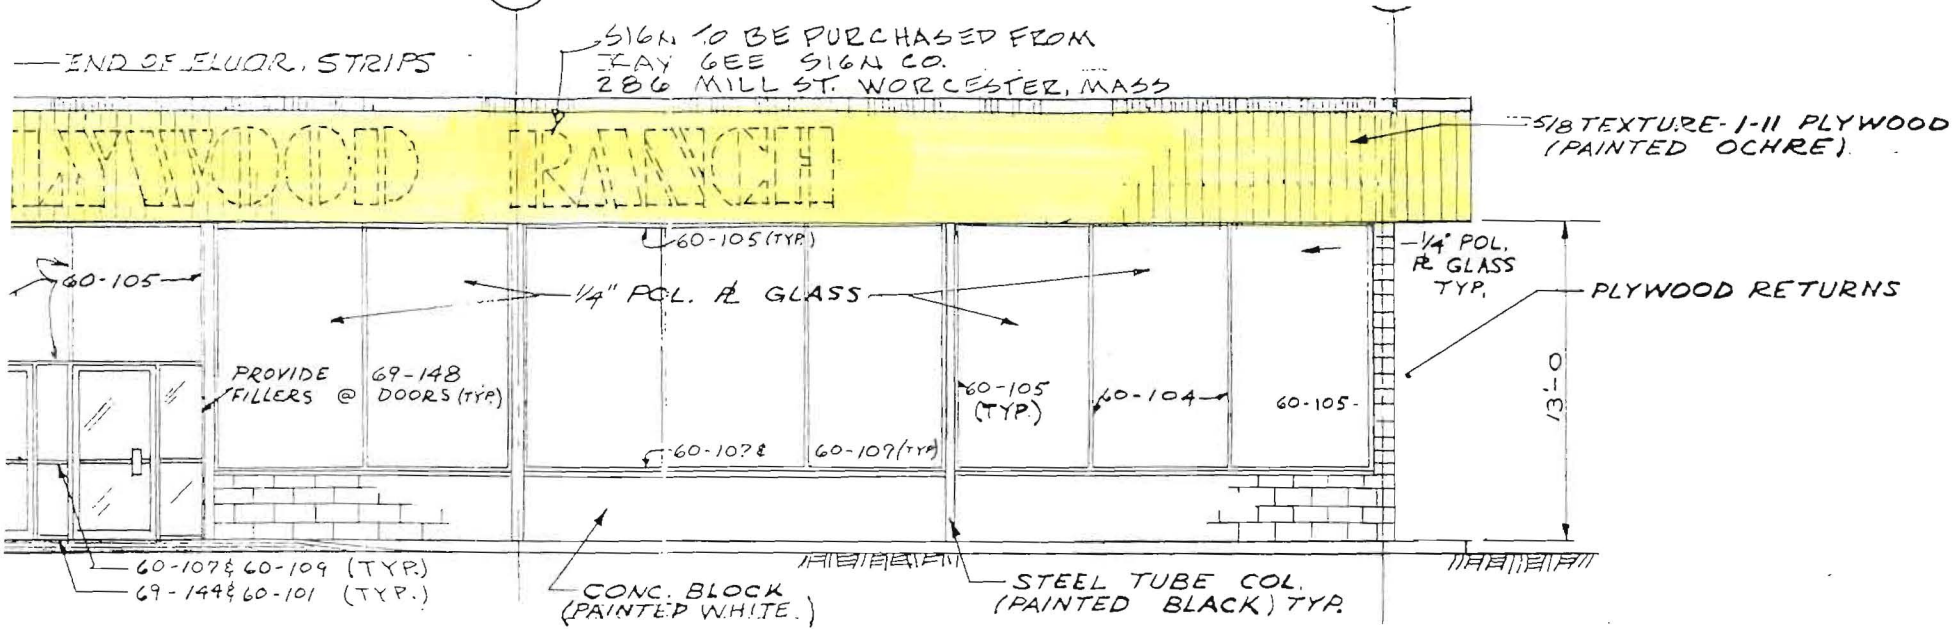 SIGN TO BE PURCHASED FROM
KAY GEE SIGN CO.
286 MILL ST. WORCESTER, MASS
END OF FLUOR. STRIPS
LYWOOD RANCH
5/8 TEXTURE-1-11 PLYWOOD
(PAINTED OCHRE)
60-105 (TYP.)
1/4" POL.
PL GLASS
TYP.
60-105
1/4" POL. PL GLASS
PLYWOOD RETURNS
PROVIDE
FILLERS @
69-148
DOORS (TYP.)
60-105
(TYP.)
60-104
60-105
13'-0
60-107 &
60-107 (TYP)
60-107 & 60-109 (TYP.)
69-144 & 60-101 (TYP.)
CONC. BLOCK
(PAINTED WHITE.)
STEEL TUBE COL.
(PAINTED BLACK) TYP.